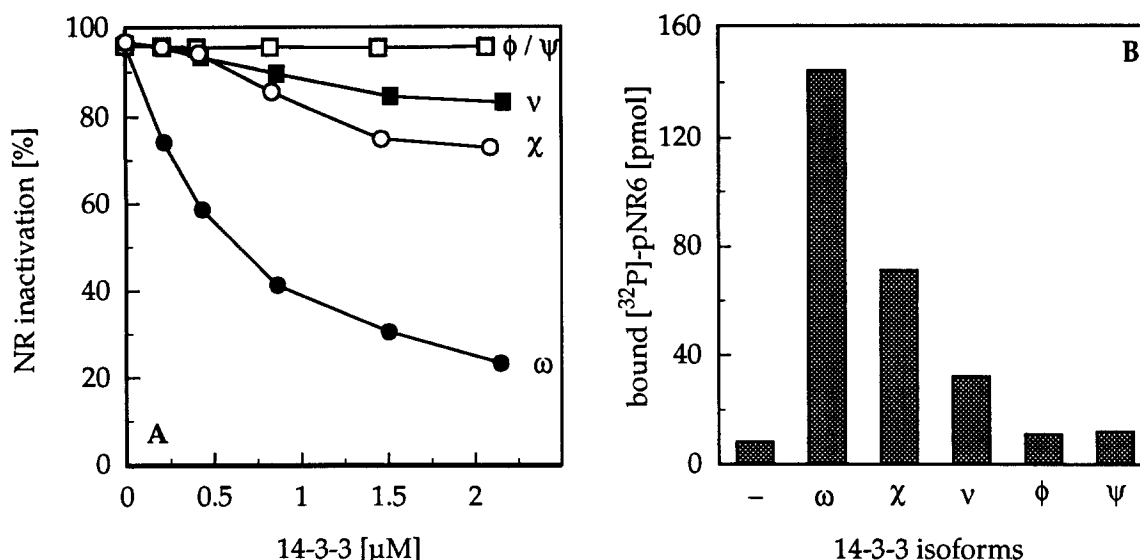 100
80
60
40
20
0
NR inactivation [%]
ϕ / ψ
ν
χ
ω
A
0 0.5 1 1.5 2
14-3-3 [μM]
160
120
80
40
0
bound [³²P]-pNR6 [pmol]
B
– ω χ ν ϕ ψ
14-3-3 isoforms